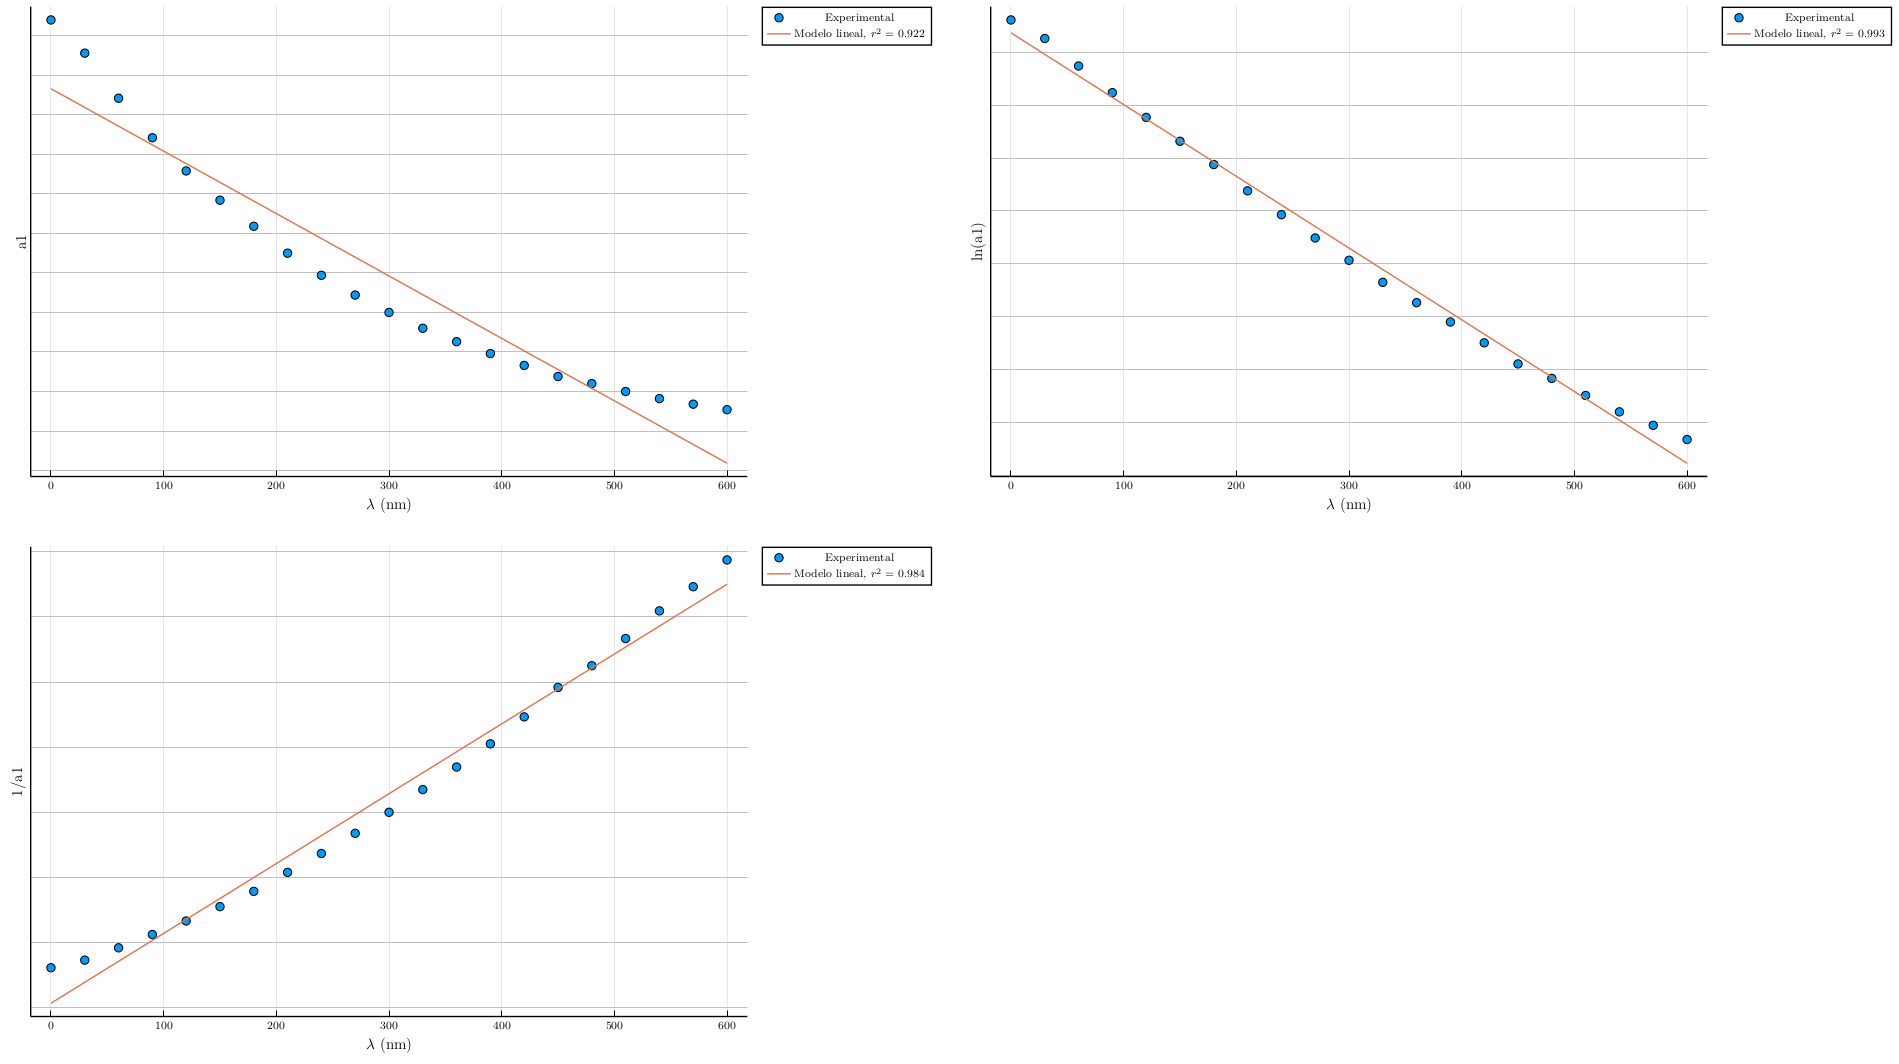 Experimental
Modelo lineal, r² = 0.922
a1
0 100 200 300 400 500 600
λ (nm)
Experimental
Modelo lineal, r² = 0.993
ln(a1)
0 100 200 300 400 500 600
λ (nm)
Experimental
Modelo lineal, r² = 0.984
1/a1
0 100 200 300 400 500 600
λ (nm)